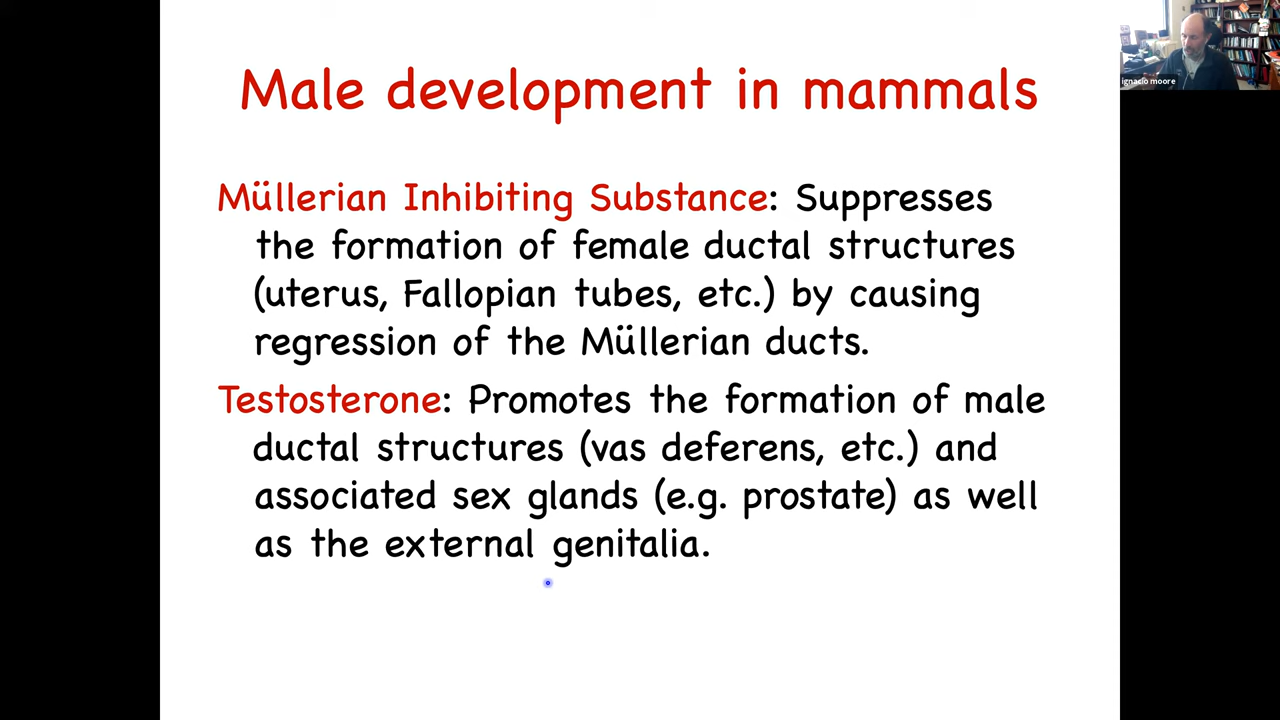 Male development in mammals
Müllerian Inhibiting Substance: Suppresses
the formation of female ductal structures
(uterus, Fallopian tubes, etc.) by causing
regression of the Müllerian ducts.
Testosterone: Promotes the formation of male
ductal structures (vas deferens, etc.) and
associated sex glands (e.g. prostate) as well
as the external genitalia.
ignacio moore